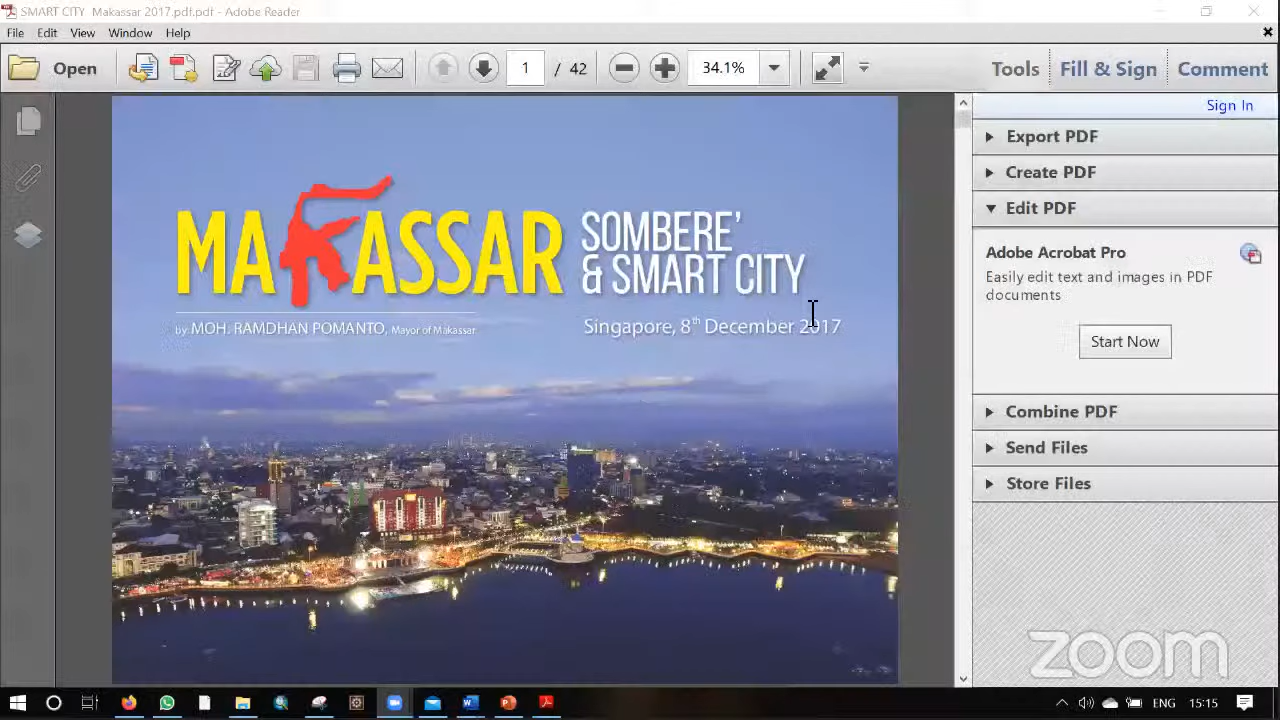 SMART CITY Makassar 2017.pdf.pdf - Adobe Reader
File Edit View Window Help
Open 1 / 42 34.1% Tools Fill & Sign Comment
Sign In
Export PDF
Create PDF
Edit PDF
Adobe Acrobat Pro
Easily edit text and images in PDF
documents
Start Now
Combine PDF
Send Files
Store Files
MAKASSAR
SOMBERE'
& SMART CITY
by MOH. RAMDHAN POMANTO, Mayor of Makassar
Singapore, 8th December 2017
zoom
ENG 15:15